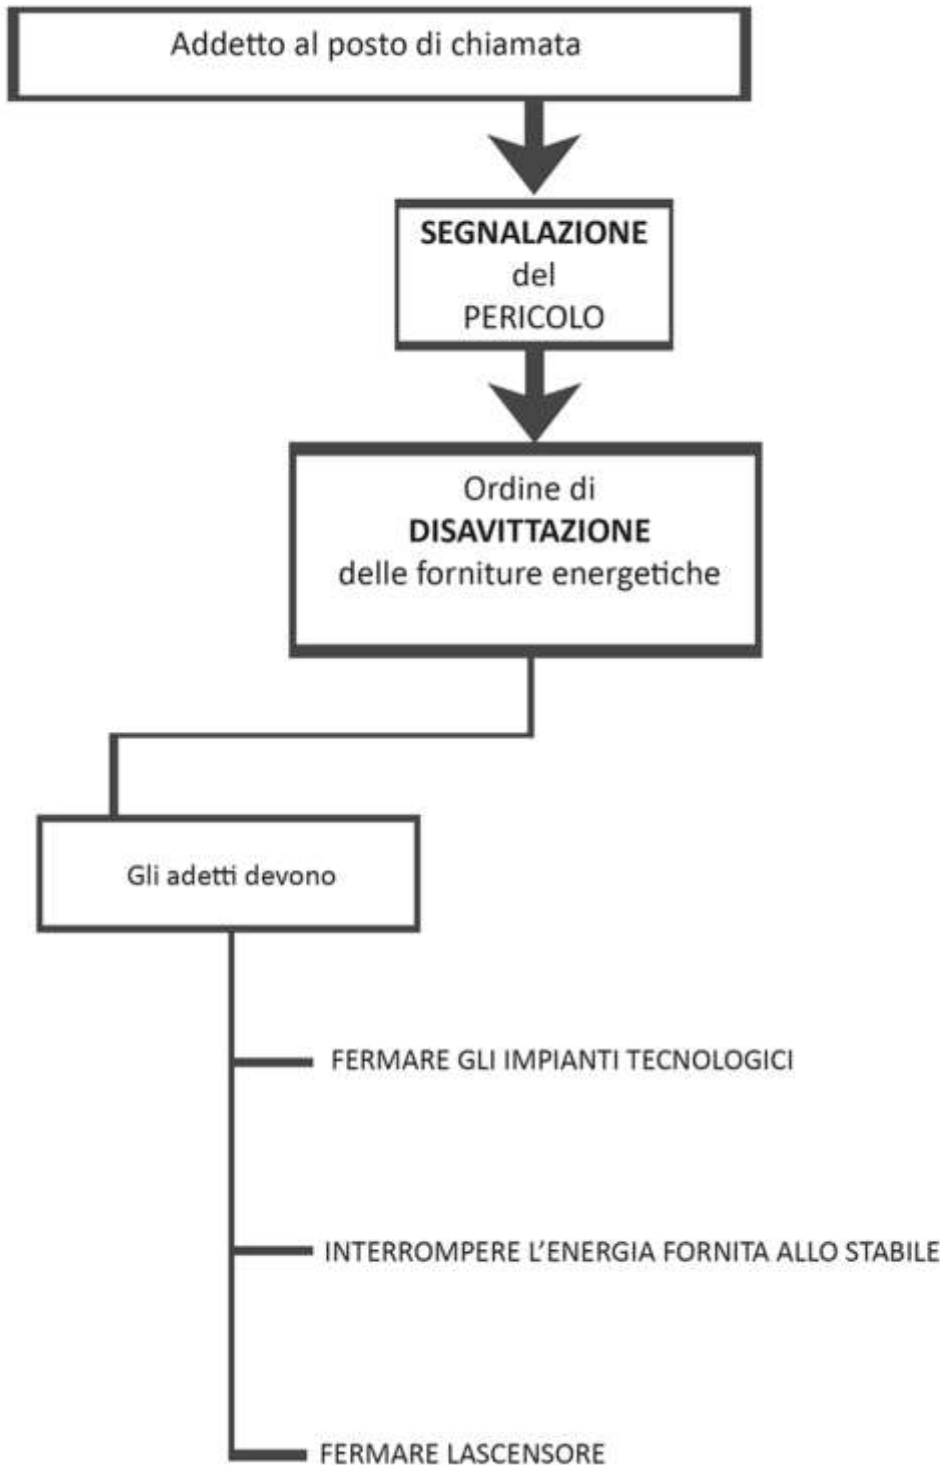 Addetto al posto di chiamata
SEGNALAZIONE
del
PERICOLO
Ordine di
DISAVITTAZIONE
delle forniture energetiche
Gli adetti devono
FERMARE GLI IMPIANTI TECNOLOGICI
INTERROMPERE L'ENERGIA FORNITA ALLO STABILE
FERMARE LASCENSORE